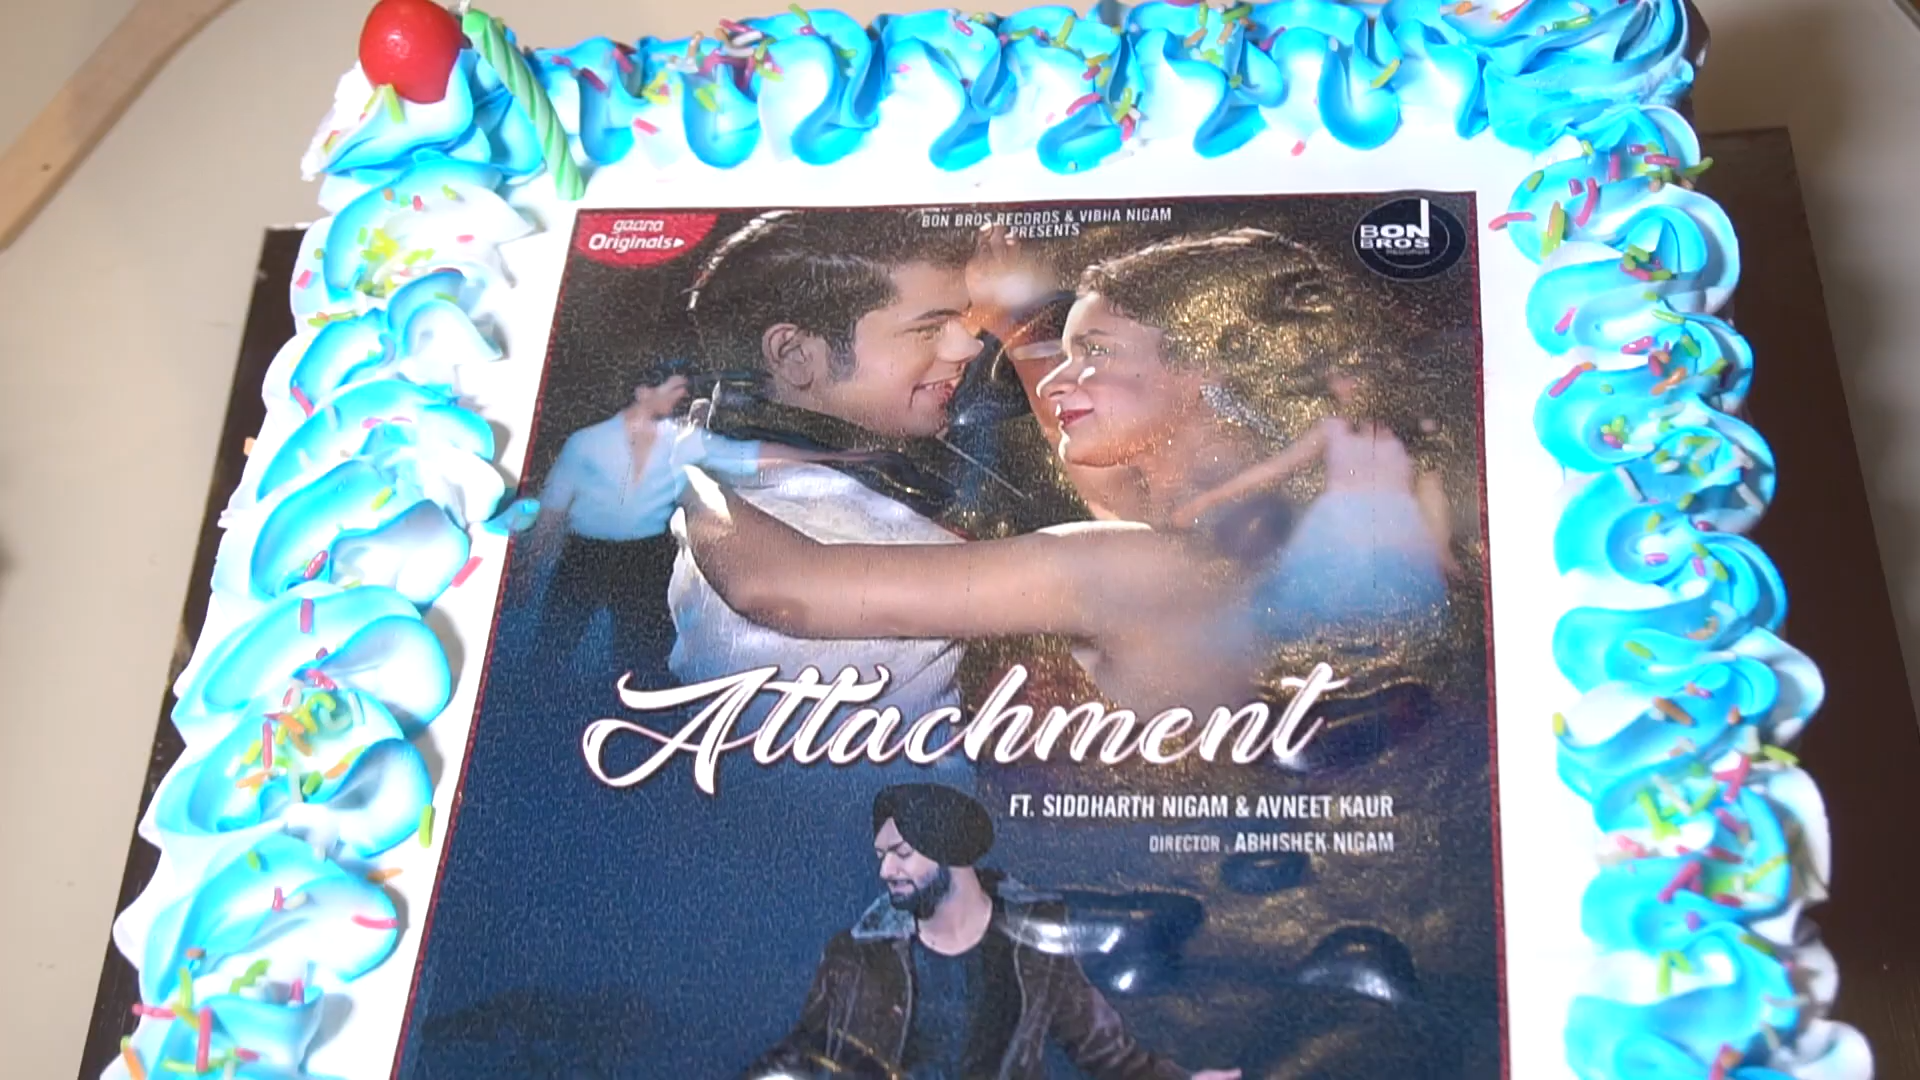 gaana
Originals
BON BROS RECORDS & VIBHA NIGAM
PRESENTS
BON
BROS
RECORDS
Attachment
FT. SIDDHARTH NIGAM & AVNEET KAUR
DIRECTOR . ABHISHEK NIGAM